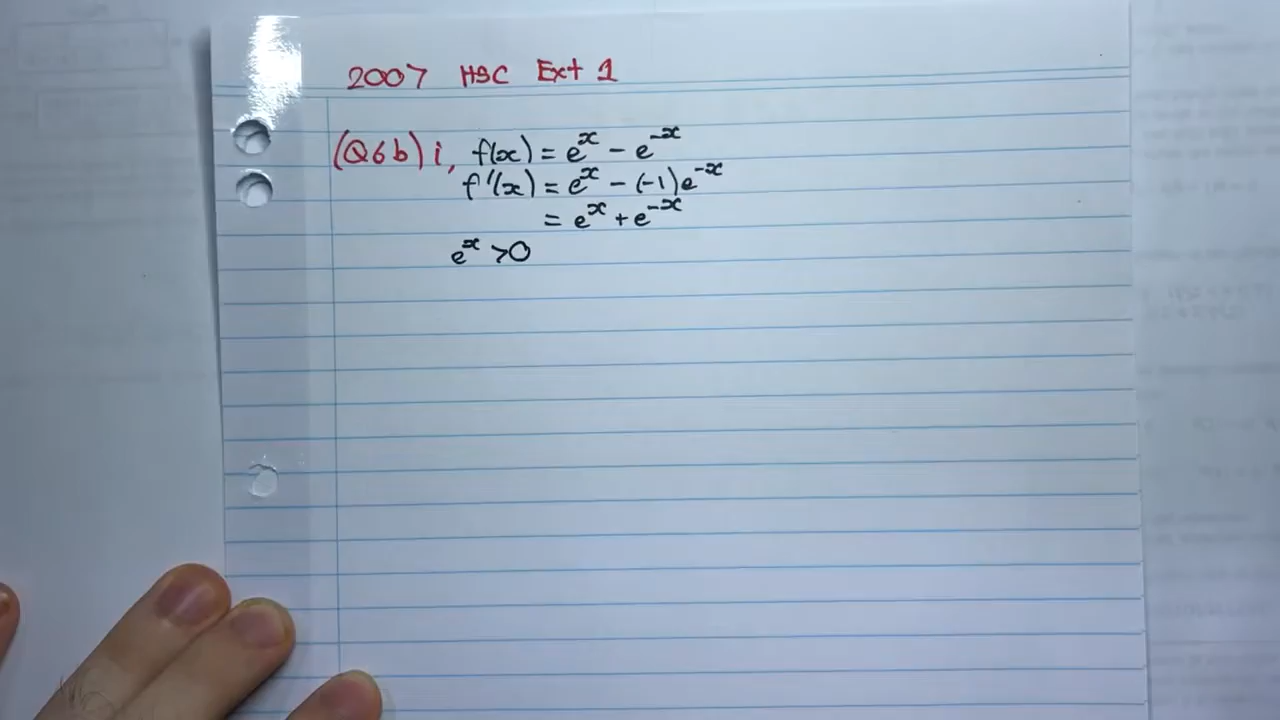 2007 HSC Ext 1
(Q6b) i, f(x) = e^x - e^-x
f'(x) = e^x - (-1)e^-x
= e^x + e^-x
e^x >0